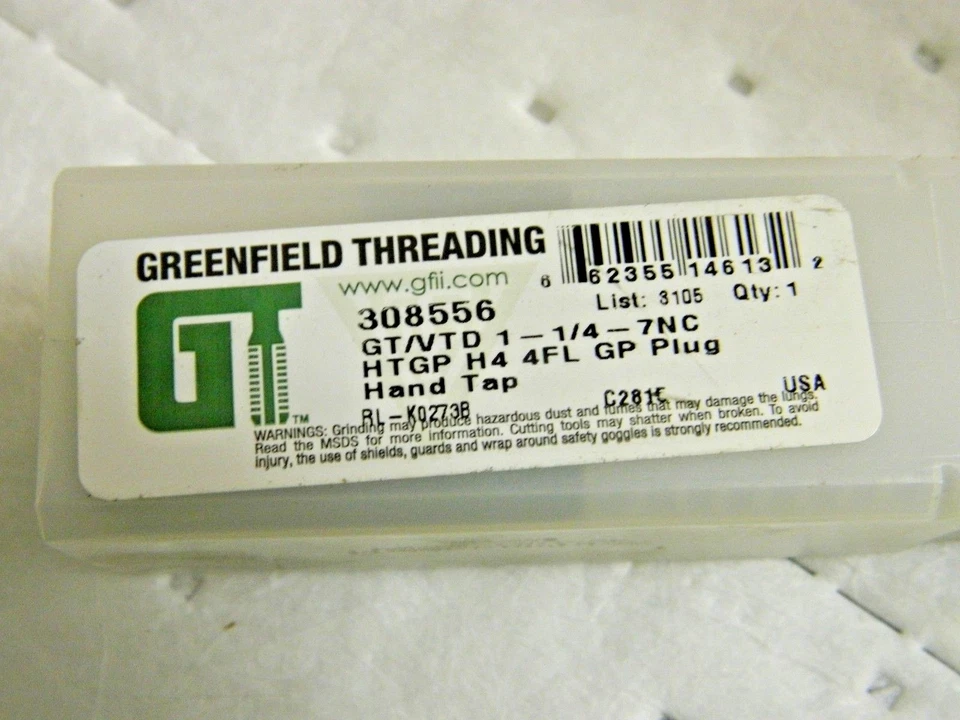 GREENFIELD THREADING
www.gfii.com
6 62355 14613 2
GT™
308556
List: 3105 Qty: 1
GT/VTD 1-1/4-7NC
HTGP H4 4FL GP Plug
Hand Tap
RL-K0273B USA
WARNINGS: Grinding may produce hazardous dust and fumes that may damage the lungs.
Read the MSDS for more information. Cutting tools may shatter when broken. To avoid
injury, the use of shields, guards and wrap around safety goggles is strongly recommended.